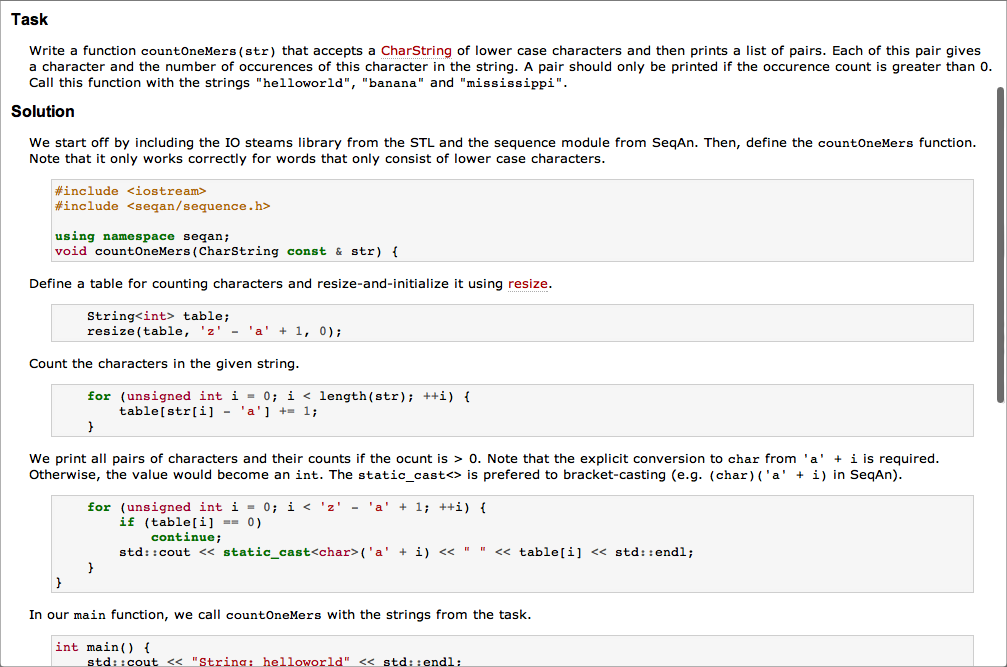 Task
Write a function countOneMers(str) that accepts a CharString of lower case characters and then prints a list of pairs. Each of this pair gives
a character and the number of occurences of this character in the string. A pair should only be printed if the occurence count is greater than 0.
Call this function with the strings "helloworld", "banana" and "mississippi".
Solution
We start off by including the IO steams library from the STL and the sequence module from SeqAn. Then, define the countOneMers function.
Note that it only works correctly for words that only consist of lower case characters.
#include <iostream>
#include <seqan/sequence.h>
using namespace seqan;
void countOneMers(CharString const & str) {
Define a table for counting characters and resize-and-initialize it using resize.
String<int> table;
resize(table, 'z' - 'a' + 1, 0);
Count the characters in the given string.
for (unsigned int i = 0; i < length(str); ++i) {
table[str[i] - 'a'] += 1;
}
We print all pairs of characters and their counts if the ocunt is > 0. Note that the explicit conversion to char from 'a' + i is required.
Otherwise, the value would become an int. The static_cast<> is prefered to bracket-casting (e.g. (char)('a' + i) in SeqAn).
for (unsigned int i = 0; i < 'z' - 'a' + 1; ++i) {
if (table[i] == 0)
continue;
std::cout << static_cast<char>('a' + i) << " " << table[i] << std::endl;
}
}
In our main function, we call countOneMers with the strings from the task.
int main() {
std::cout << "String: helloworld" << std::endl;